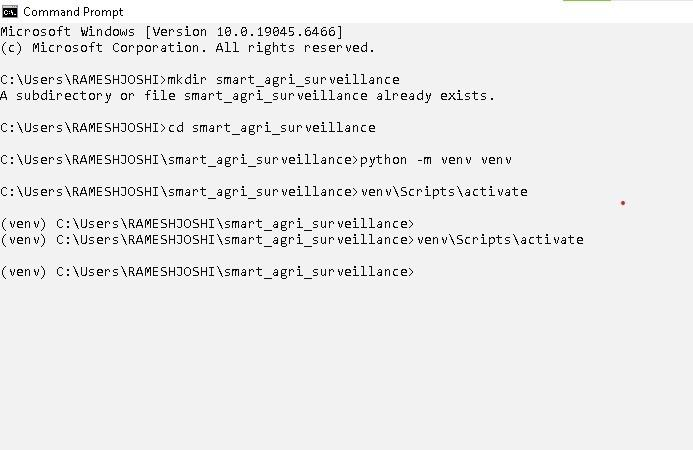 Command Prompt
Microsoft Windows [Version 10.0.19045.6466]
(c) Microsoft Corporation. All rights reserved.
C:\Users\RAMESHJOSHI>mkdir smart_agri_surveillance
A subdirectory or file smart_agri_surveillance already exists.
C:\Users\RAMESHJOSHI>cd smart_agri_surveillance
C:\Users\RAMESHJOSHI\smart_agri_surveillance>python -m venv venv
C:\Users\RAMESHJOSHI\smart_agri_surveillance>venv\Scripts\activate
(venv) C:\Users\RAMESHJOSHI\smart_agri_surveillance>
(venv) C:\Users\RAMESHJOSHI\smart_agri_surveillance>venv\Scripts\activate
(venv) C:\Users\RAMESHJOSHI\smart_agri_surveillance>